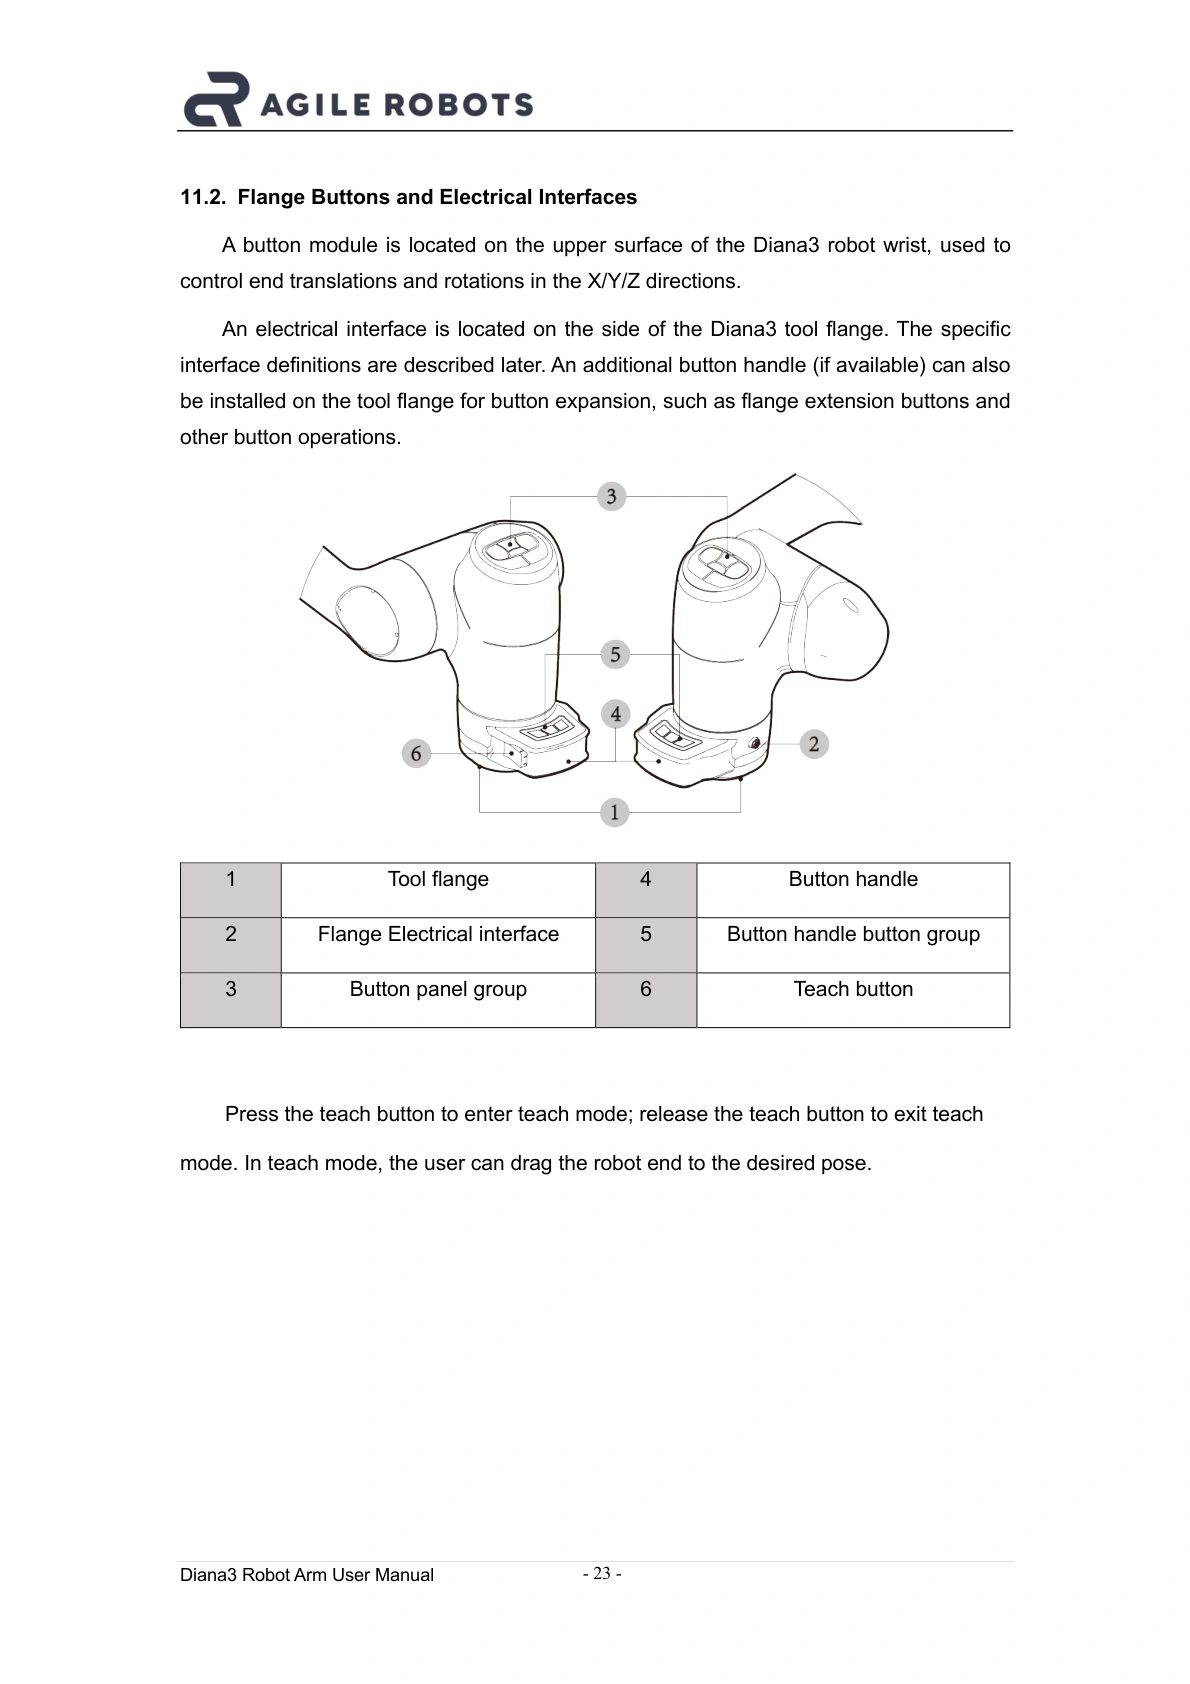 AGILE ROBOTS
11.2. Flange Buttons and Electrical Interfaces
A button module is located on the upper surface of the Diana3 robot wrist, used to
control end translations and rotations in the X/Y/Z directions.
An electrical interface is located on the side of the Diana3 tool flange. The specific
interface definitions are described later. An additional button handle (if available) can also
be installed on the tool flange for button expansion, such as flange extension buttons and
other button operations.
3
5
4
6
2
1
1 Tool flange 4 Button handle
2 Flange Electrical interface 5 Button handle button group
3 Button panel group 6 Teach button
Press the teach button to enter teach mode; release the teach button to exit teach
mode. In teach mode, the user can drag the robot end to the desired pose.
Diana3 Robot Arm User Manual - 23 -